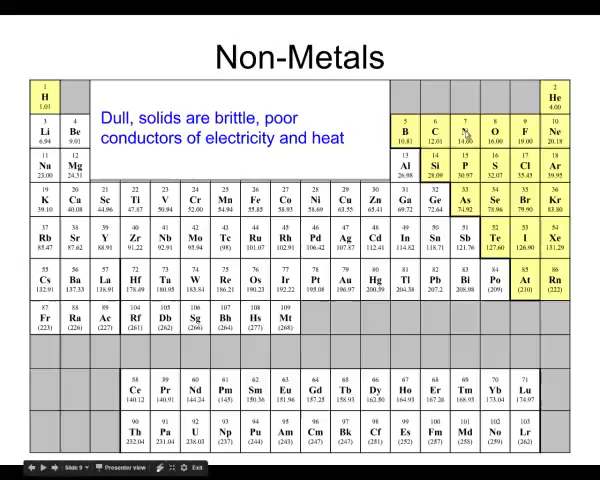 Non-Metals
1 2
H He
1.01 4.00
Dull, solids are brittle, poor
conductors of electricity and heat
3 4 5 6 7 8 9 10
Li Be B C N O F Ne
6.94 9.01 10.81 12.01 14.00 16.00 19.00 20.18
11 12 13 14 15 16 17 18
Na Mg Al Si P S Cl Ar
23.00 24.31 26.98 28.09 30.97 32.07 35.45 39.95
19 20 21 22 23 24 25 26 27 28 29 30 31 32 33 34 35 36
K Ca Sc Ti V Cr Mn Fe Co Ni Cu Zn Ga Ge As Se Br Kr
39.10 40.08 44.96 47.87 50.94 52.00 54.94 55.85 58.93 58.69 63.55 65.41 69.72 72.64 74.92 78.96 79.90 83.80
37 38 39 40 41 42 43 44 45 46 47 48 49 50 51 52 53 54
Rb Sr Y Zr Nb Mo Tc Ru Rh Pd Ag Cd In Sn Sb Te I Xe
85.47 87.62 88.91 91.22 92.91 95.94 (98) 101.07 102.91 106.42 107.87 112.41 114.82 118.71 121.76 127.60 126.90 131.29
55 56 57 72 73 74 75 76 77 78 79 80 81 82 83 84 85 86
Cs Ba La Hf Ta W Re Os Ir Pt Au Hg Tl Pb Bi Po At Rn
132.91 137.33 138.91 178.49 180.95 183.84 186.21 190.23 192.22 195.08 196.97 200.59 204.38 207.2 208.98 (209) (210) (222)
87 88 89 104 105 106 107 108 109
Fr Ra Ac Rf Db Sg Bh Hs Mt
(223) (226) (227) (261) (262) (266) (264) (277) (268)
58 59 60 61 62 63 64 65 66 67 68 69 70 71
Ce Pr Nd Pm Sm Eu Gd Tb Dy Ho Er Tm Yb Lu
140.12 140.91 144.24 (145) 150.36 151.96 157.25 158.93 162.50 164.93 167.26 168.93 173.04 174.97
90 91 92 93 94 95 96 97 98 99 100 101 102 103
Th Pa U Np Pu Am Cm Bk Cf Es Fm Md No Lr
232.04 231.04 238.03 (237) (244) (243) (247) (247) (251) (252) (257) (258) (259) (262)
Slide 9 Presenter view Exit